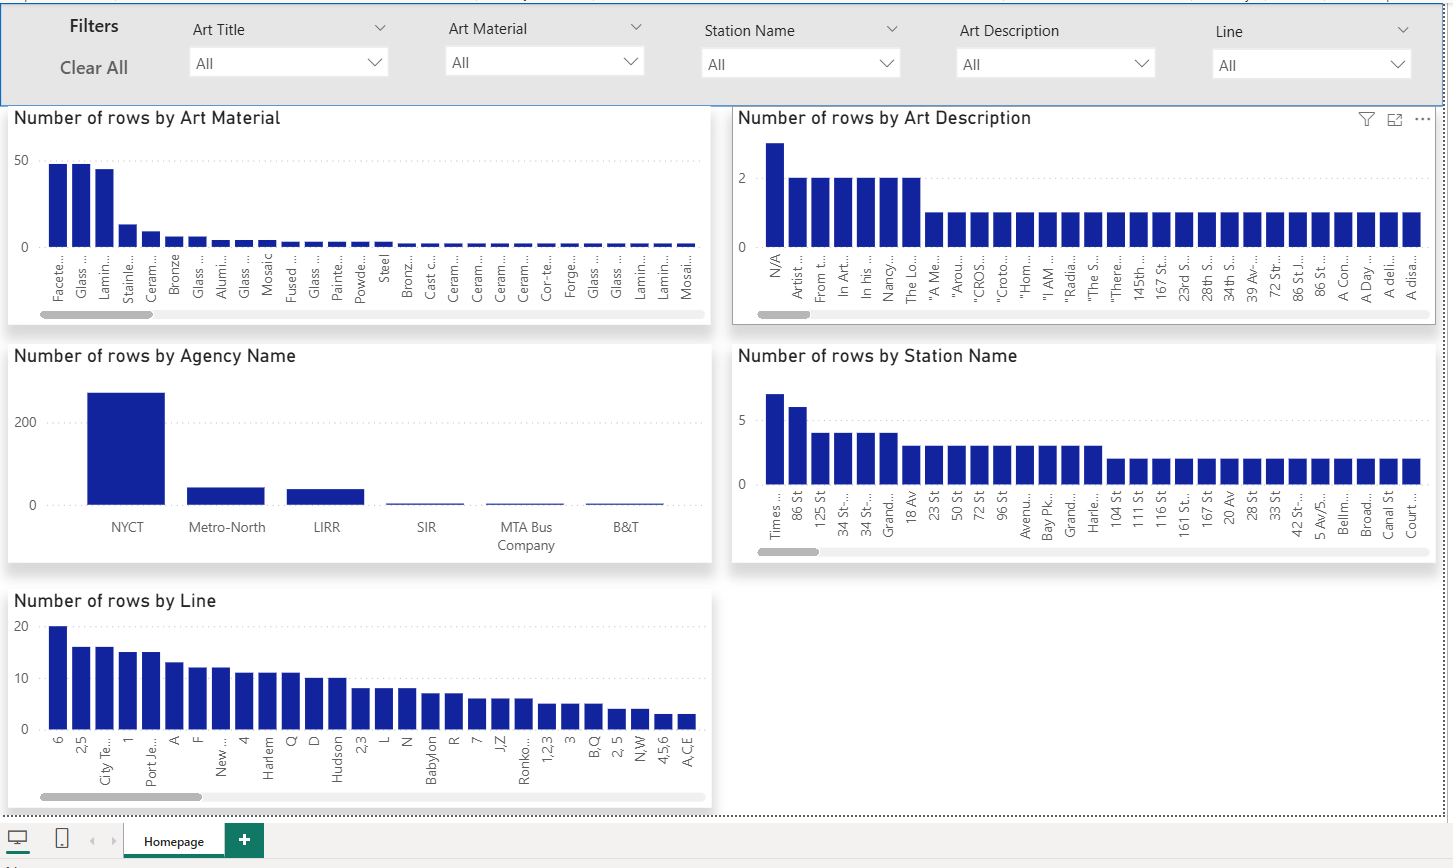 Filters
Clear All
Art Title
All
Art Material
All
Station Name
All
Art Description
All
Line
All
Number of rows by Art Material
50
0
Facete...
Glass ...
Lamin...
Stainle...
Ceram...
Bronze
Glass ...
Alumi...
Glass ...
Mosaic
Fused ...
Glass ...
Painte...
Powde...
Steel
Bronz...
Cast c...
Ceram...
Ceram...
Ceram...
Ceram...
Cor-te...
Forge...
Glass ...
Glass ...
Lamin...
Lamin...
Mosai...
Number of rows by Art Description
2
0
N/A
Artist ...
From t...
In Art...
In his ...
Nancy...
The Lo...
"A Me...
"Arou...
"CROS...
"Croto...
"Hom...
"I AM ...
"Radia...
"The S...
"There...
145th ...
167 St...
23rd S...
28th S...
34th S...
39 Av-...
72 Str...
86 St J...
86 St ...
A Con...
A Day ...
A deli...
A disa...
Number of rows by Agency Name
200
0
NYCT
Metro-North
LIRR
SIR
MTA Bus
Company
B&T
Number of rows by Station Name
5
0
Times ...
86 St
125 St
34 St-...
34 St-...
Grand...
18 Av
23 St
50 St
72 St
96 St
Avenu...
Bay Pk...
Grand...
Harle...
104 St
111 St
116 St
161 St...
167 St
20 Av
28 St
33 St
42 St-...
5 Av/5...
Bellm...
Broad...
Canal St
Court ...
Number of rows by Line
20
10
0
6
2,5
City Te...
1
Port Je...
A
F
New ...
4
Harlem
Q
D
Hudson
2,3
L
N
Babylon
R
7
J,Z
Ronko...
1,2,3
3
B,Q
2, 5
N,W
4,5,6
A,C,E
Homepage